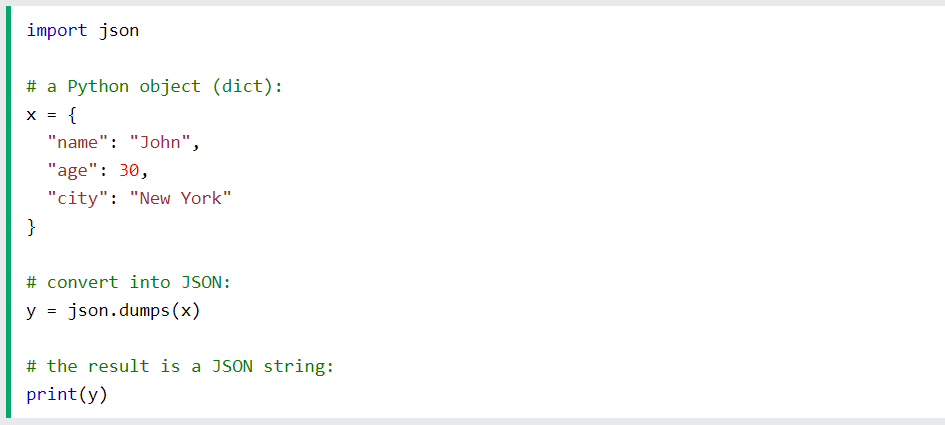 import json
# a Python object (dict):
x = {
  "name": "John",
  "age": 30,
  "city": "New York"
}
# convert into JSON:
y = json.dumps(x)
# the result is a JSON string:
print(y)